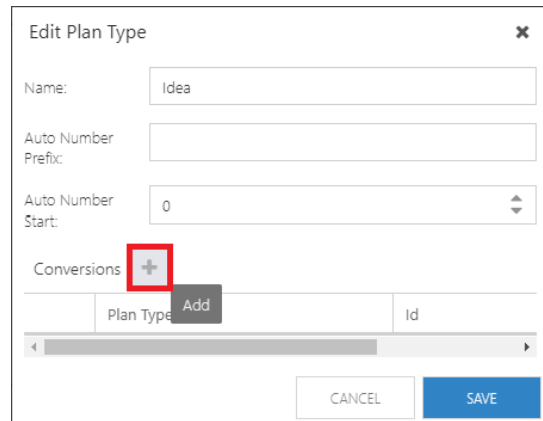 Edit Plan Type
Name:
Idea
Auto Number
Prefix:
Auto Number
Start:
0
Conversions
Add
Plan Type
Id
CANCEL
SAVE